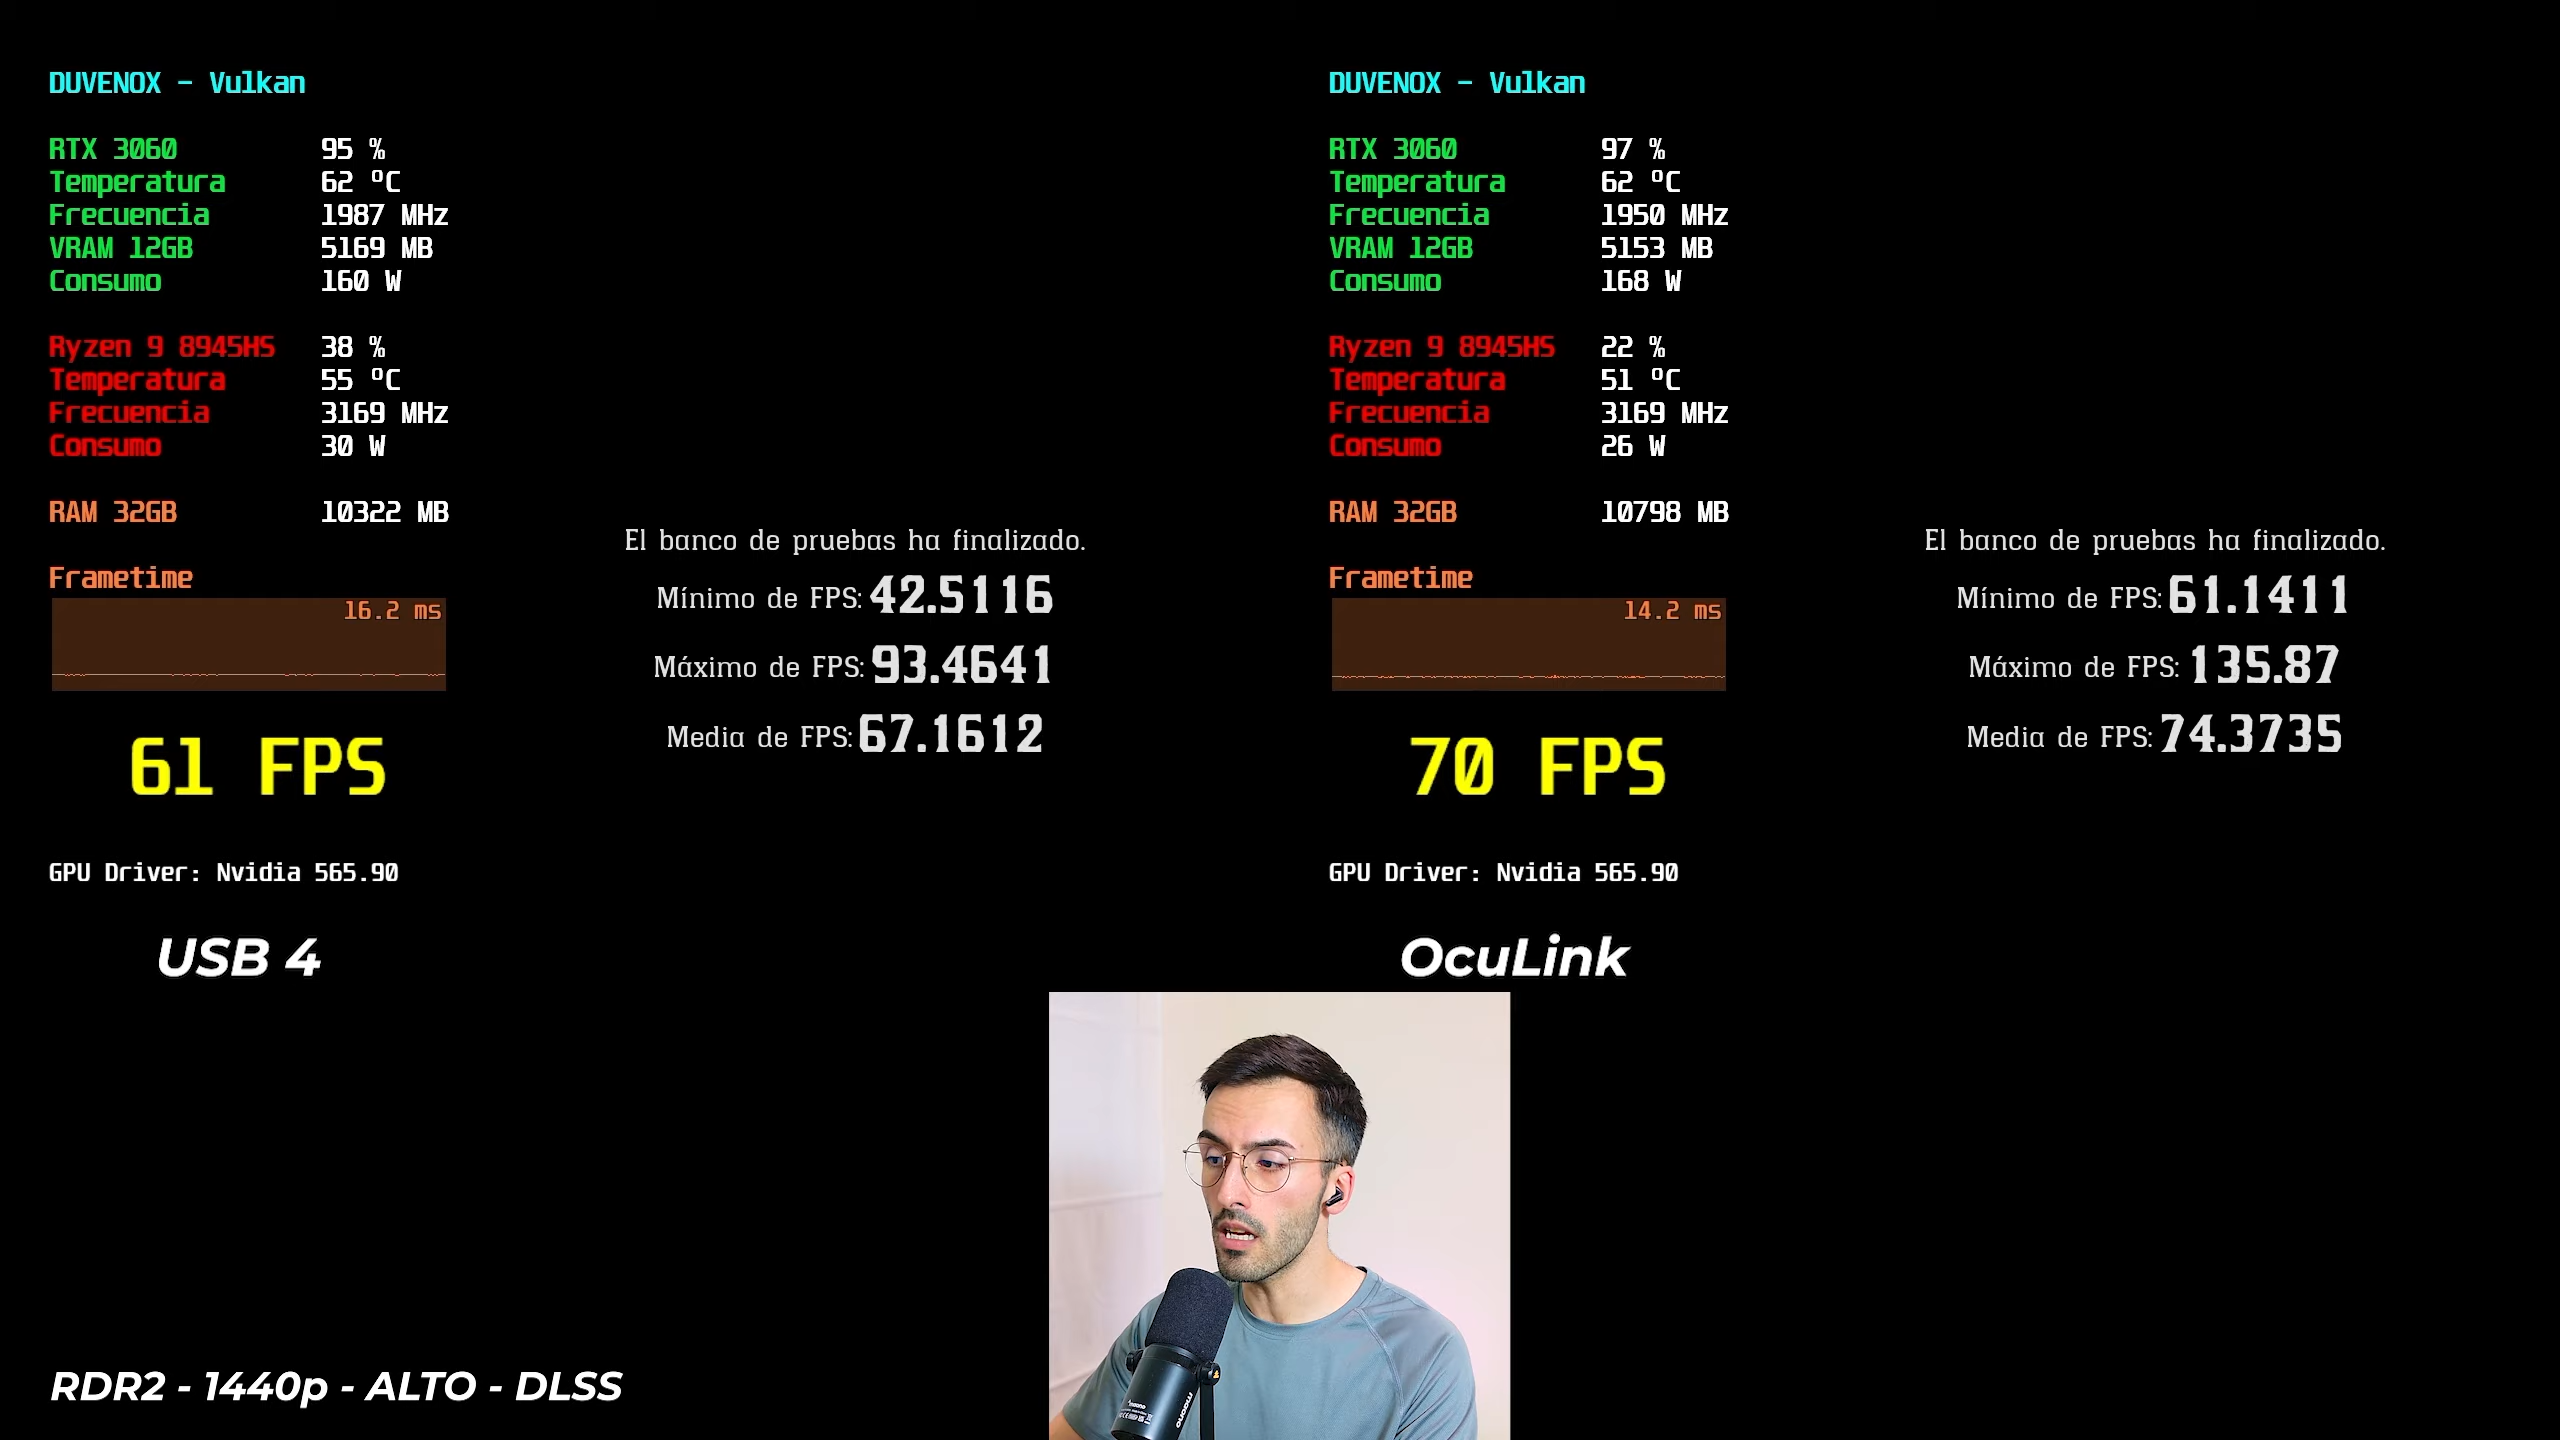 DUVENOX - Vulkan
RTX 3060 95 %
Temperatura 62 ºC
Frecuencia 1987 MHz
VRAM 12GB 5169 MB
Consumo 160 W
Ryzen 9 8945HS 38 %
Temperatura 55 ºC
Frecuencia 3169 MHz
Consumo 30 W
RAM 32GB 10322 MB
Frametime
16.2 ms
61 FPS
GPU Driver: Nvidia 565.90
USB 4
El banco de pruebas ha finalizado.
Mínimo de FPS: 42.5116
Máximo de FPS: 93.4641
Media de FPS: 67.1612
DUVENOX - Vulkan
RTX 3060 97 %
Temperatura 62 ºC
Frecuencia 1950 MHz
VRAM 12GB 5153 MB
Consumo 168 W
Ryzen 9 8945HS 22 %
Temperatura 51 ºC
Frecuencia 3169 MHz
Consumo 26 W
RAM 32GB 10798 MB
Frametime
14.2 ms
70 FPS
GPU Driver: Nvidia 565.90
OcuLink
El banco de pruebas ha finalizado.
Mínimo de FPS: 61.1411
Máximo de FPS: 135.87
Media de FPS: 74.3735
maono
RDR2 - 1440p - ALTO - DLSS